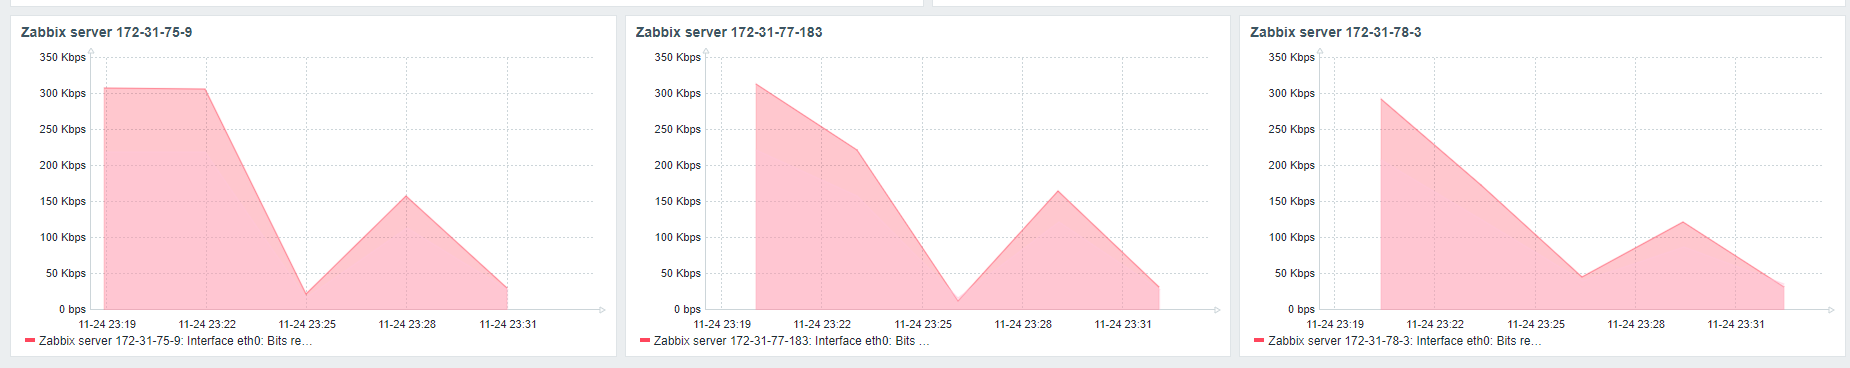 Zabbix server 172-31-75-9
350 Kbps
300 Kbps
250 Kbps
200 Kbps
150 Kbps
100 Kbps
50 Kbps
0 bps
11-24 23:19 11-24 23:22 11-24 23:25 11-24 23:28 11-24 23:31
Zabbix server 172-31-75-9: Interface eth0: Bits re...
Zabbix server 172-31-77-183
350 Kbps
300 Kbps
250 Kbps
200 Kbps
150 Kbps
100 Kbps
50 Kbps
0 bps
11-24 23:19 11-24 23:22 11-24 23:25 11-24 23:28 11-24 23:31
Zabbix server 172-31-77-183: Interface eth0: Bits ...
Zabbix server 172-31-78-3
350 Kbps
300 Kbps
250 Kbps
200 Kbps
150 Kbps
100 Kbps
50 Kbps
0 bps
11-24 23:19 11-24 23:22 11-24 23:25 11-24 23:28 11-24 23:31
Zabbix server 172-31-78-3: Interface eth0: Bits re...